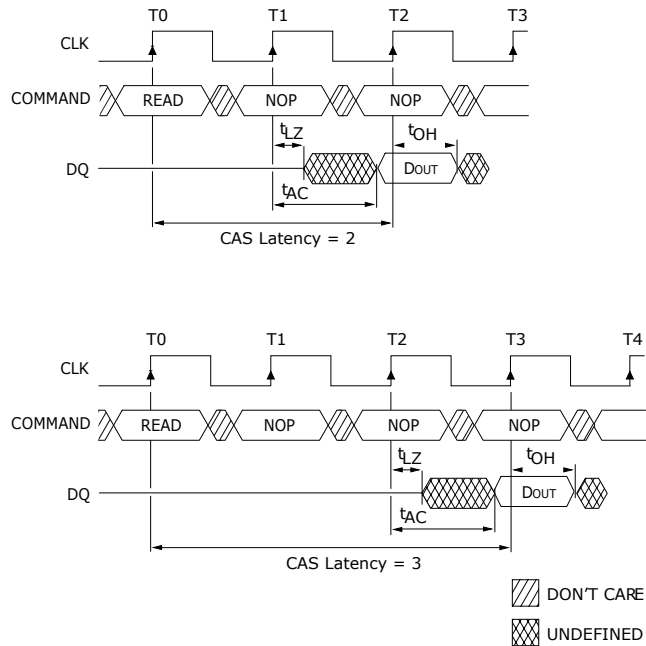 T0 T1 T2 T3
CLK
COMMAND READ NOP NOP
tLZ tOH
DQ DOUT
tAC
CAS Latency = 2
T0 T1 T2 T3 T4
CLK
COMMAND READ NOP NOP NOP
tLZ tOH
DQ DOUT
tAC
CAS Latency = 3
DON'T CARE
UNDEFINED